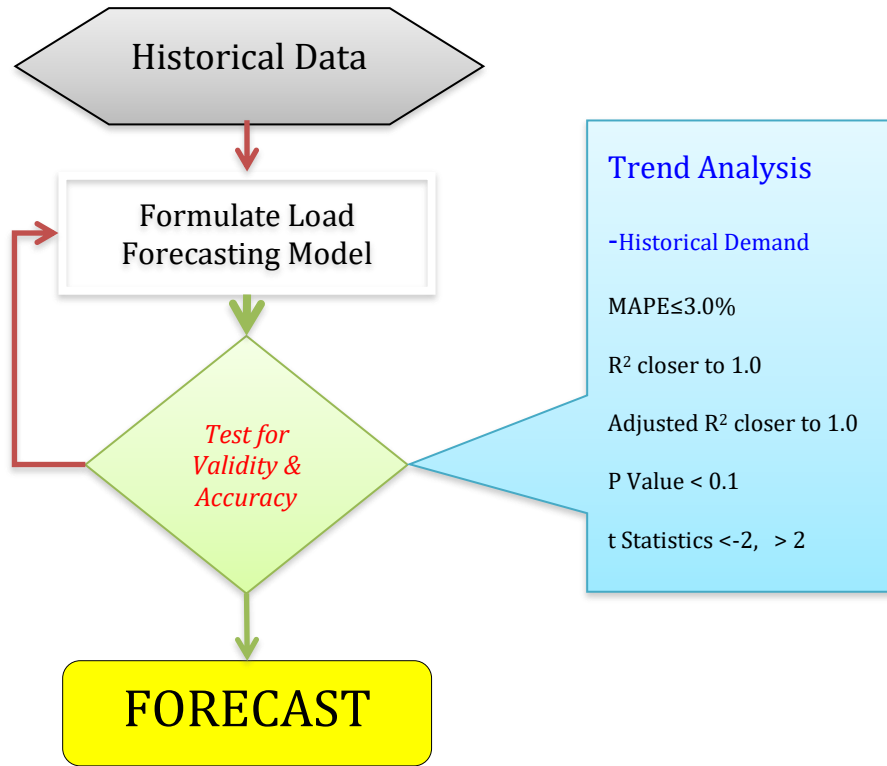 Historical Data
Formulate Load
Forecasting Model
Test for
Validity &
Accuracy
FORECAST
Trend Analysis
-Historical Demand
MAPE≤3.0%
R² closer to 1.0
Adjusted R² closer to 1.0
P Value < 0.1
t Statistics <-2, > 2